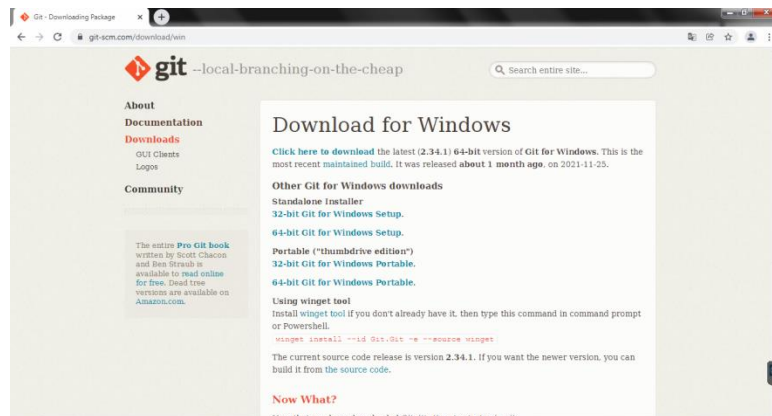 Git - Downloading Package
git-scm.com/download/win
git --local-branching-on-the-cheap
Search entire site...
About
Documentation
Downloads
GUI Clients
Logos
Community
The entire Pro Git book
written by Scott Chacon
and Ben Straub is
available to read online
for free. Dead tree
versions are available on
Amazon.com.
Download for Windows
Click here to download the latest (2.34.1) 64-bit version of Git for Windows. This is the
most recent maintained build. It was released about 1 month ago, on 2021-11-25.
Other Git for Windows downloads
Standalone Installer
32-bit Git for Windows Setup.
64-bit Git for Windows Setup.
Portable ("thumbdrive edition")
32-bit Git for Windows Portable.
64-bit Git for Windows Portable.
Using winget tool
Install winget tool if you don't already have it, then type this command in command prompt
or Powershell.
winget install --id Git.Git -e --source winget
The current source code release is version 2.34.1. If you want the newer version, you can
build it from the source code.
Now What?